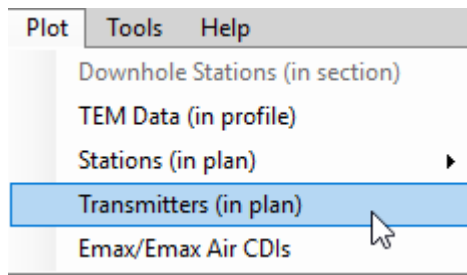 Plot Tools Help
Downhole Stations (in section)
TEM Data (in profile)
Stations (in plan)
Transmitters (in plan)
Emax/Emax Air CDIs